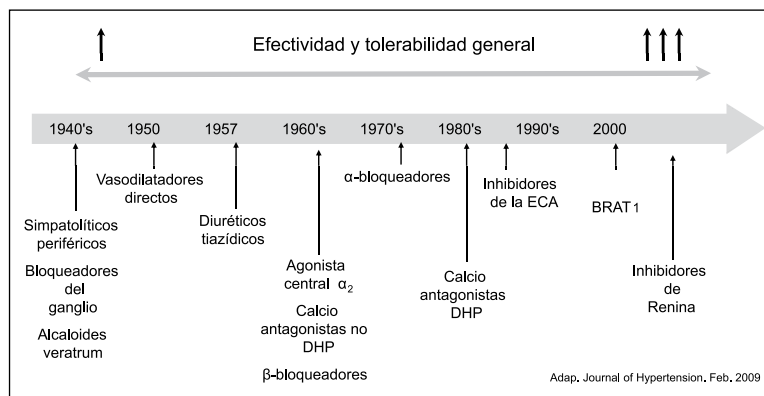 Efectividad y tolerabilidad general
1940's 1950 1957 1960's 1970's 1980's 1990's 2000
Simpatolíticos
periféricos
Bloqueadores
del
ganglio
Alcaloides
veratrum
Vasodilatadores
directos
Diuréticos
tiazídicos
Agonista
central α₂
Calcio
antagonistas no
DHP
β-bloqueadores
α-bloqueadores
Calcio
antagonistas
DHP
Inhibidores
de la ECA
BRAT 1
Inhibidores
de
Renina
Adap. Journal of Hypertension. Feb. 2009